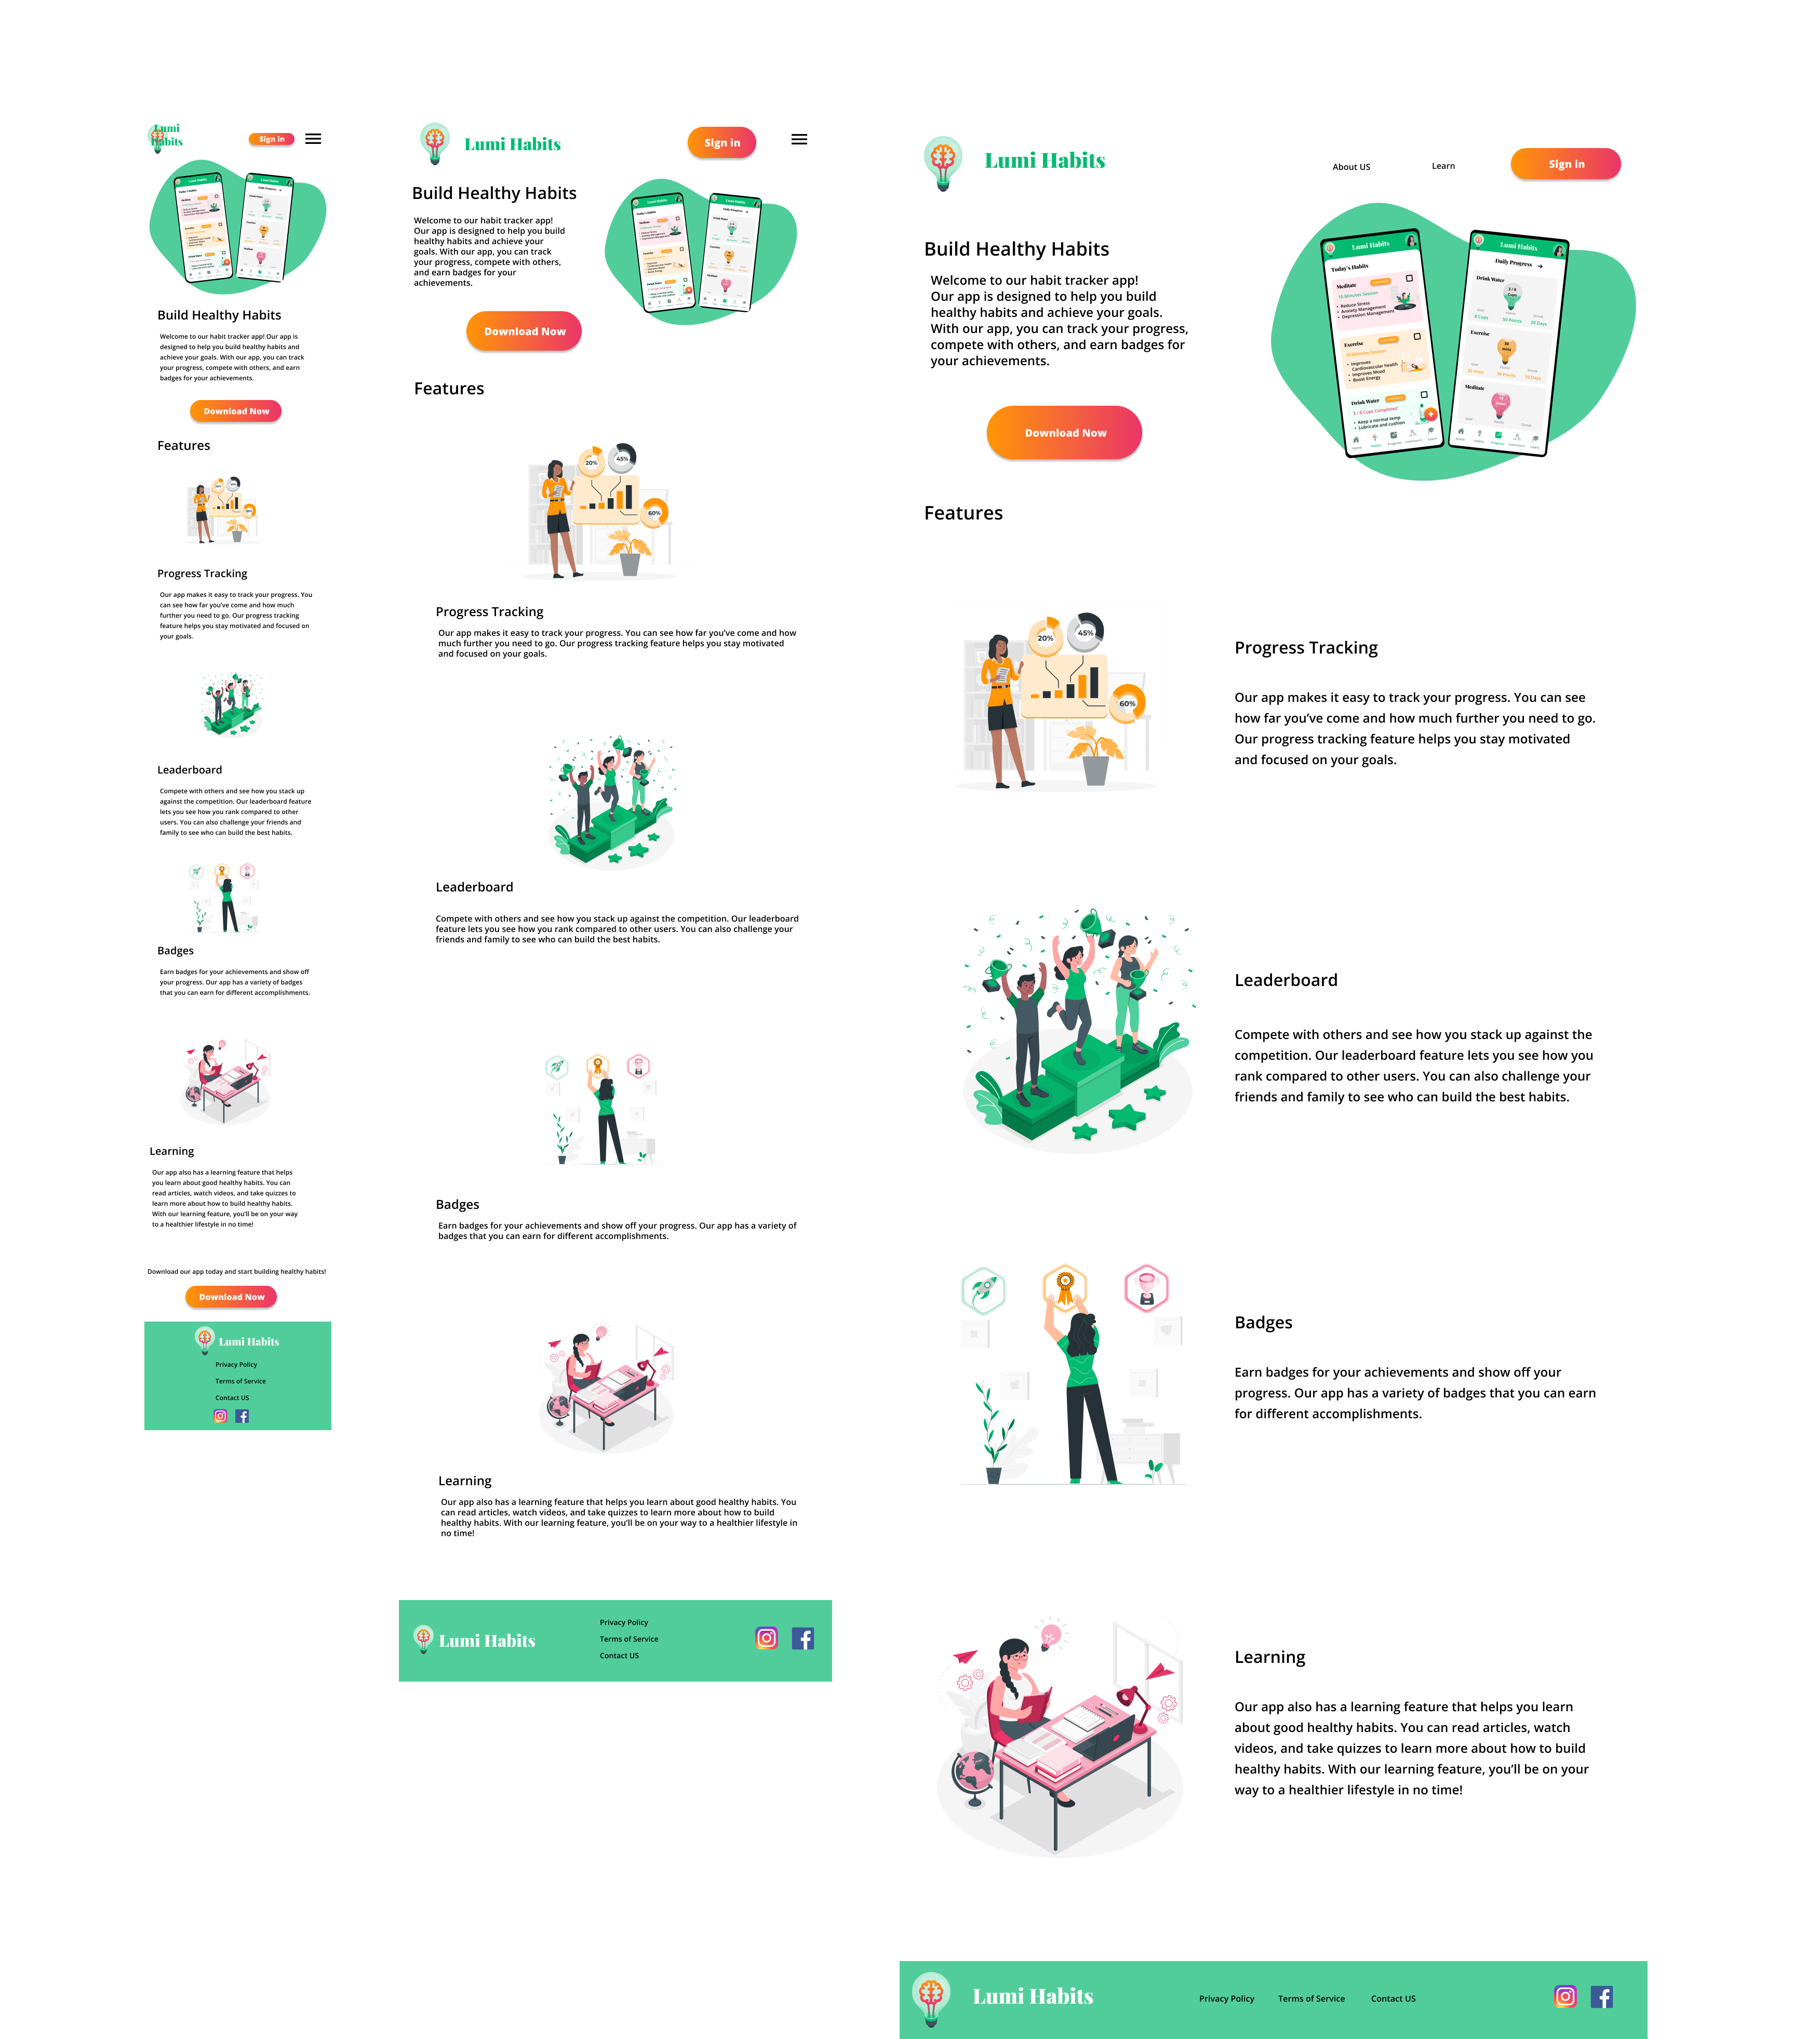 Lumi
Habits
Sign in
Lumi Habits
Today's Habits
Meditate
Exercise
Drink Water
Lumi Habits
Daily Progress
Drink Water
Exercise
Meditate
Build Healthy Habits
Welcome to our habit tracker app! Our app is
designed to help you build healthy habits and
achieve your goals. With our app, you can track
your progress, compete with others, and earn
badges for your achievements.
Download Now
Features
Progress Tracking
Our app makes it easy to track your progress. You
can see how far you've come and how much
further you need to go. Our progress tracking
feature helps you stay motivated and focused on
your goals.
Leaderboard
Compete with others and see how you stack up
against the competition. Our leaderboard feature
lets you see how you rank compared to other
users. You can also challenge your friends and
family to see who can build the best habits.
Badges
Earn badges for your achievements and show off
your progress. Our app has a variety of badges
that you can earn for different accomplishments.
Learning
Our app also has a learning feature that helps
you learn about good healthy habits. You can
read articles, watch videos, and take quizzes to
learn more about how to build healthy habits.
With our learning feature, you'll be on your way
to a healthier lifestyle in no time!
Download our app today and start building healthy habits!
Download Now
Lumi Habits
Privacy Policy
Terms of Service
Contact US
Lumi Habits
Sign in
Build Healthy Habits
Welcome to our habit tracker app!
Our app is designed to help you build
healthy habits and achieve your
goals. With our app, you can track
your progress, compete with others,
and earn badges for your
achievements.
Download Now
Lumi Habits
Today's Habits
Meditate
Exercise
Drink Water
Lumi Habits
Daily Progress
Drink Water
Exercise
Meditate
Features
20%
45%
60%
Progress Tracking
Our app makes it easy to track your progress. You can see how far you've come and how
much further you need to go. Our progress tracking feature helps you stay motivated
and focused on your goals.
Leaderboard
Compete with others and see how you stack up against the competition. Our leaderboard
feature lets you see how you rank compared to other users. You can also challenge your
friends and family to see who can build the best habits.
Badges
Earn badges for your achievements and show off your progress. Our app has a variety of
badges that you can earn for different accomplishments.
Learning
Our app also has a learning feature that helps you learn about good healthy habits. You
can read articles, watch videos, and take quizzes to learn more about how to build
healthy habits. With our learning feature, you'll be on your way to a healthier lifestyle in
no time!
Lumi Habits
Privacy Policy
Terms of Service
Contact US
Lumi Habits
About US
Learn
Sign in
Build Healthy Habits
Welcome to our habit tracker app!
Our app is designed to help you build
healthy habits and achieve your goals.
With our app, you can track your progress,
compete with others, and earn badges for
your achievements.
Download Now
Lumi Habits
Today's Habits
Meditate
10 Minutes Session
Reduce Stress
Anxiety Management
Depression Management
Exercise
30 Minutes Session
Improves
Cardiovascular health
Improves Mood
Boost Energy
Drink Water
3 / 8 Cups Completed
Keep a normal temp
Lubricate and cushion
Lumi Habits
Daily Progress
Drink Water
3 / 8
Cups
8 Cups
50 Points
20 Days
Exercise
30
mins
30 mins
10 Days
Meditate
Goal
Points
Streak
Features
20%
45%
60%
Progress Tracking
Our app makes it easy to track your progress. You can see
how far you've come and how much further you need to go.
Our progress tracking feature helps you stay motivated
and focused on your goals.
Leaderboard
Compete with others and see how you stack up against the
competition. Our leaderboard feature lets you see how you
rank compared to other users. You can also challenge your
friends and family to see who can build the best habits.
Badges
Earn badges for your achievements and show off your
progress. Our app has a variety of badges that you can earn
for different accomplishments.
Learning
Our app also has a learning feature that helps you learn
about good healthy habits. You can read articles, watch
videos, and take quizzes to learn more about how to build
healthy habits. With our learning feature, you'll be on your
way to a healthier lifestyle in no time!
Lumi Habits
Privacy Policy
Terms of Service
Contact US